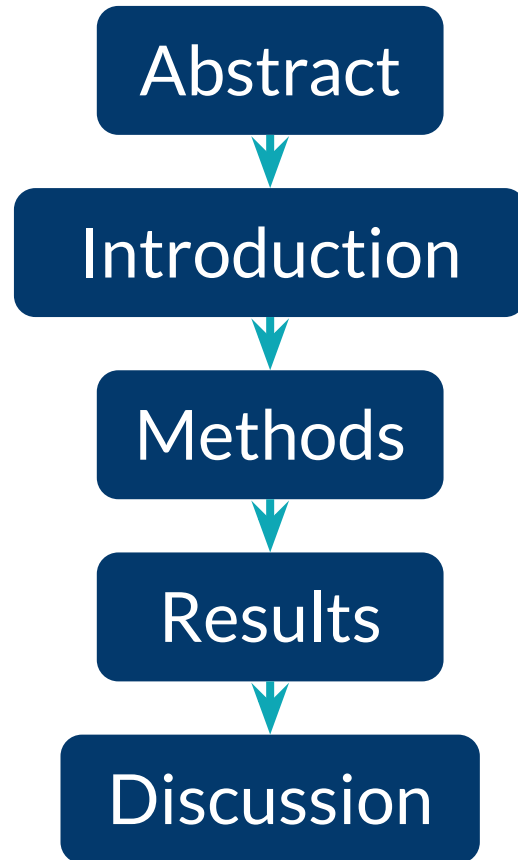 Abstract
Introduction
Methods
Results
Discussion